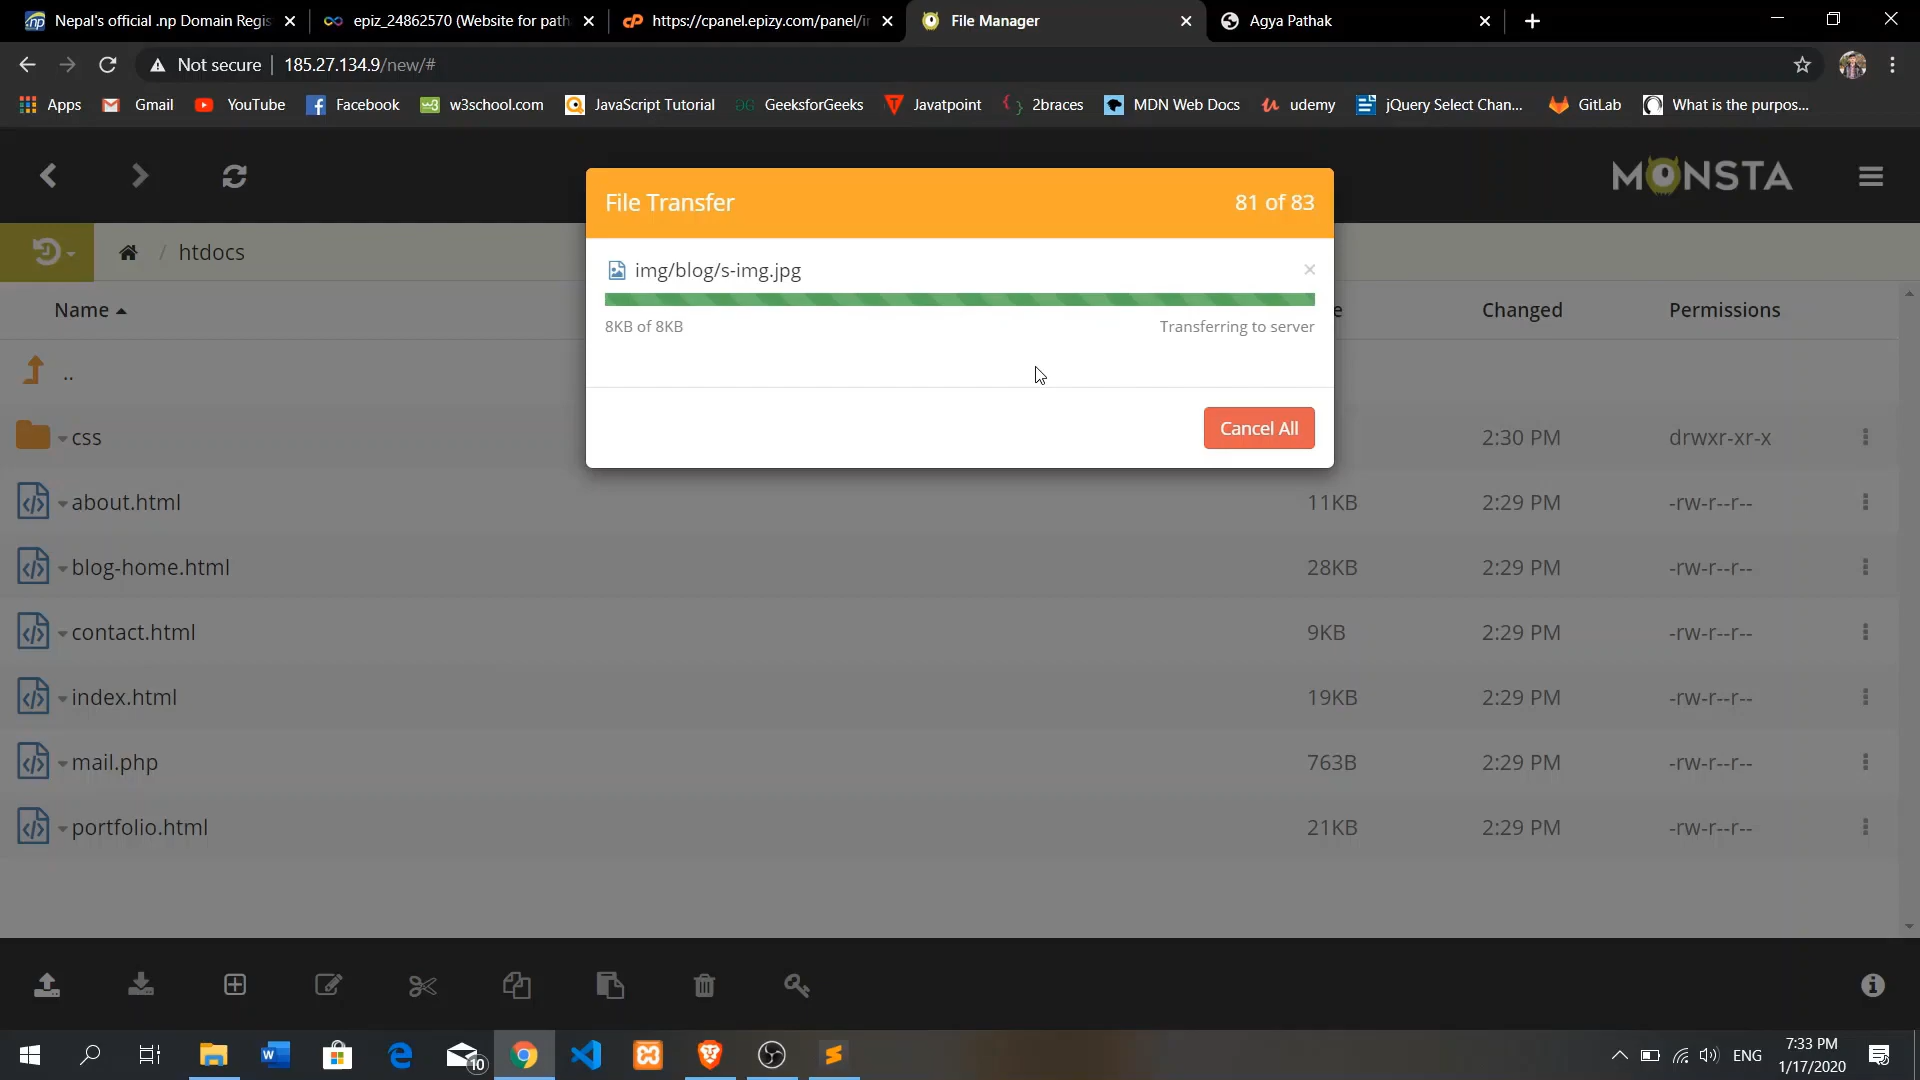 Nepal's official .np Domain Regis
epiz_24862570 (Website for path
https://cpanel.epizy.com/panel/in
File Manager
Agya Pathak
Not secure
185.27.134.9/new/#
Apps
Gmail
YouTube
Facebook
w3school.com
JavaScript Tutorial
GeeksforGeeks
Javatpoint
2braces
MDN Web Docs
udemy
jQuery Select Chan...
GitLab
What is the purpos...
MONSTA
File Transfer
81 of 83
/ htdocs
img/blog/s-img.jpg
8KB of 8KB
Transferring to server
Cancel All
Name
e
Changed
Permissions
..
css
2:30 PM
drwxr-xr-x
about.html
11KB
2:29 PM
-rw-r--r--
blog-home.html
28KB
2:29 PM
-rw-r--r--
contact.html
9KB
2:29 PM
-rw-r--r--
index.html
19KB
2:29 PM
-rw-r--r--
mail.php
763B
2:29 PM
-rw-r--r--
portfolio.html
21KB
2:29 PM
-rw-r--r--
10
ENG
7:33 PM
1/17/2020